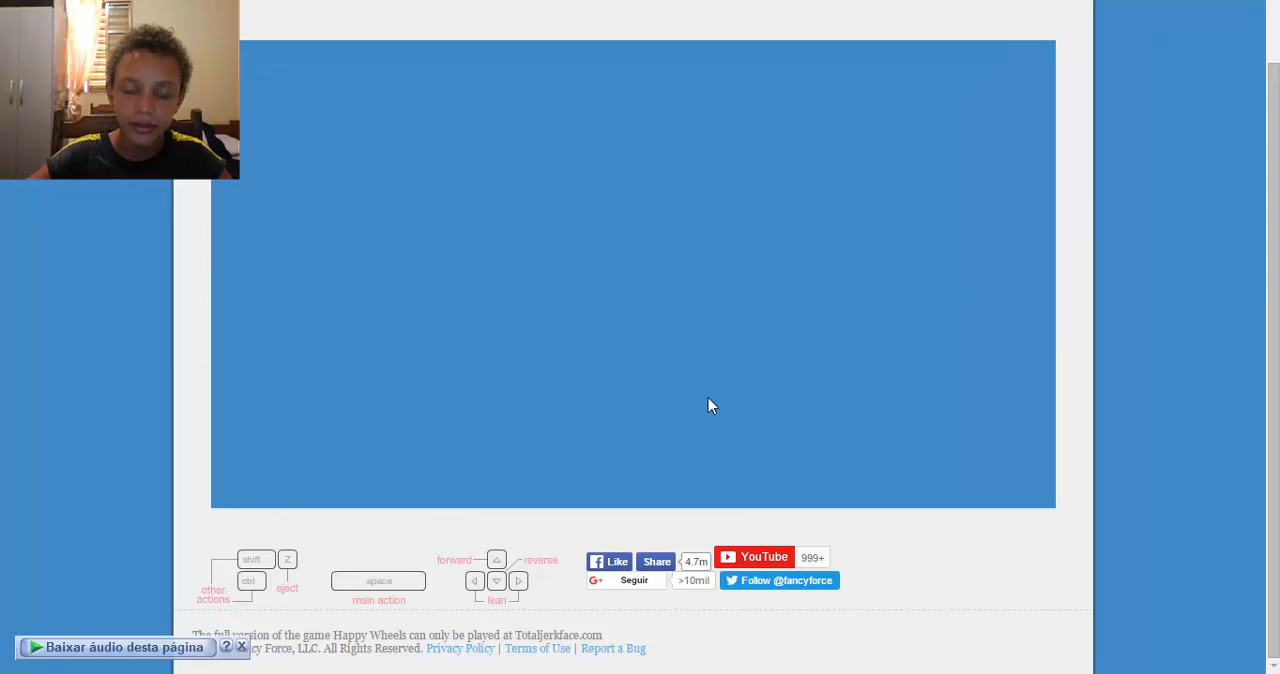 shift Z
ctrl
other
actions
eject
space
main action
forward
reverse
lean
Like Share 4.7m
YouTube 999+
G+ Seguir >10mil
Follow @fancyforce
The full version of the game Happy Wheels can only be played at Totaljerkface.com
cy Force, LLC. All Rights Reserved. Privacy Policy | Terms of Use | Report a Bug
Baixar áudio desta página ? X